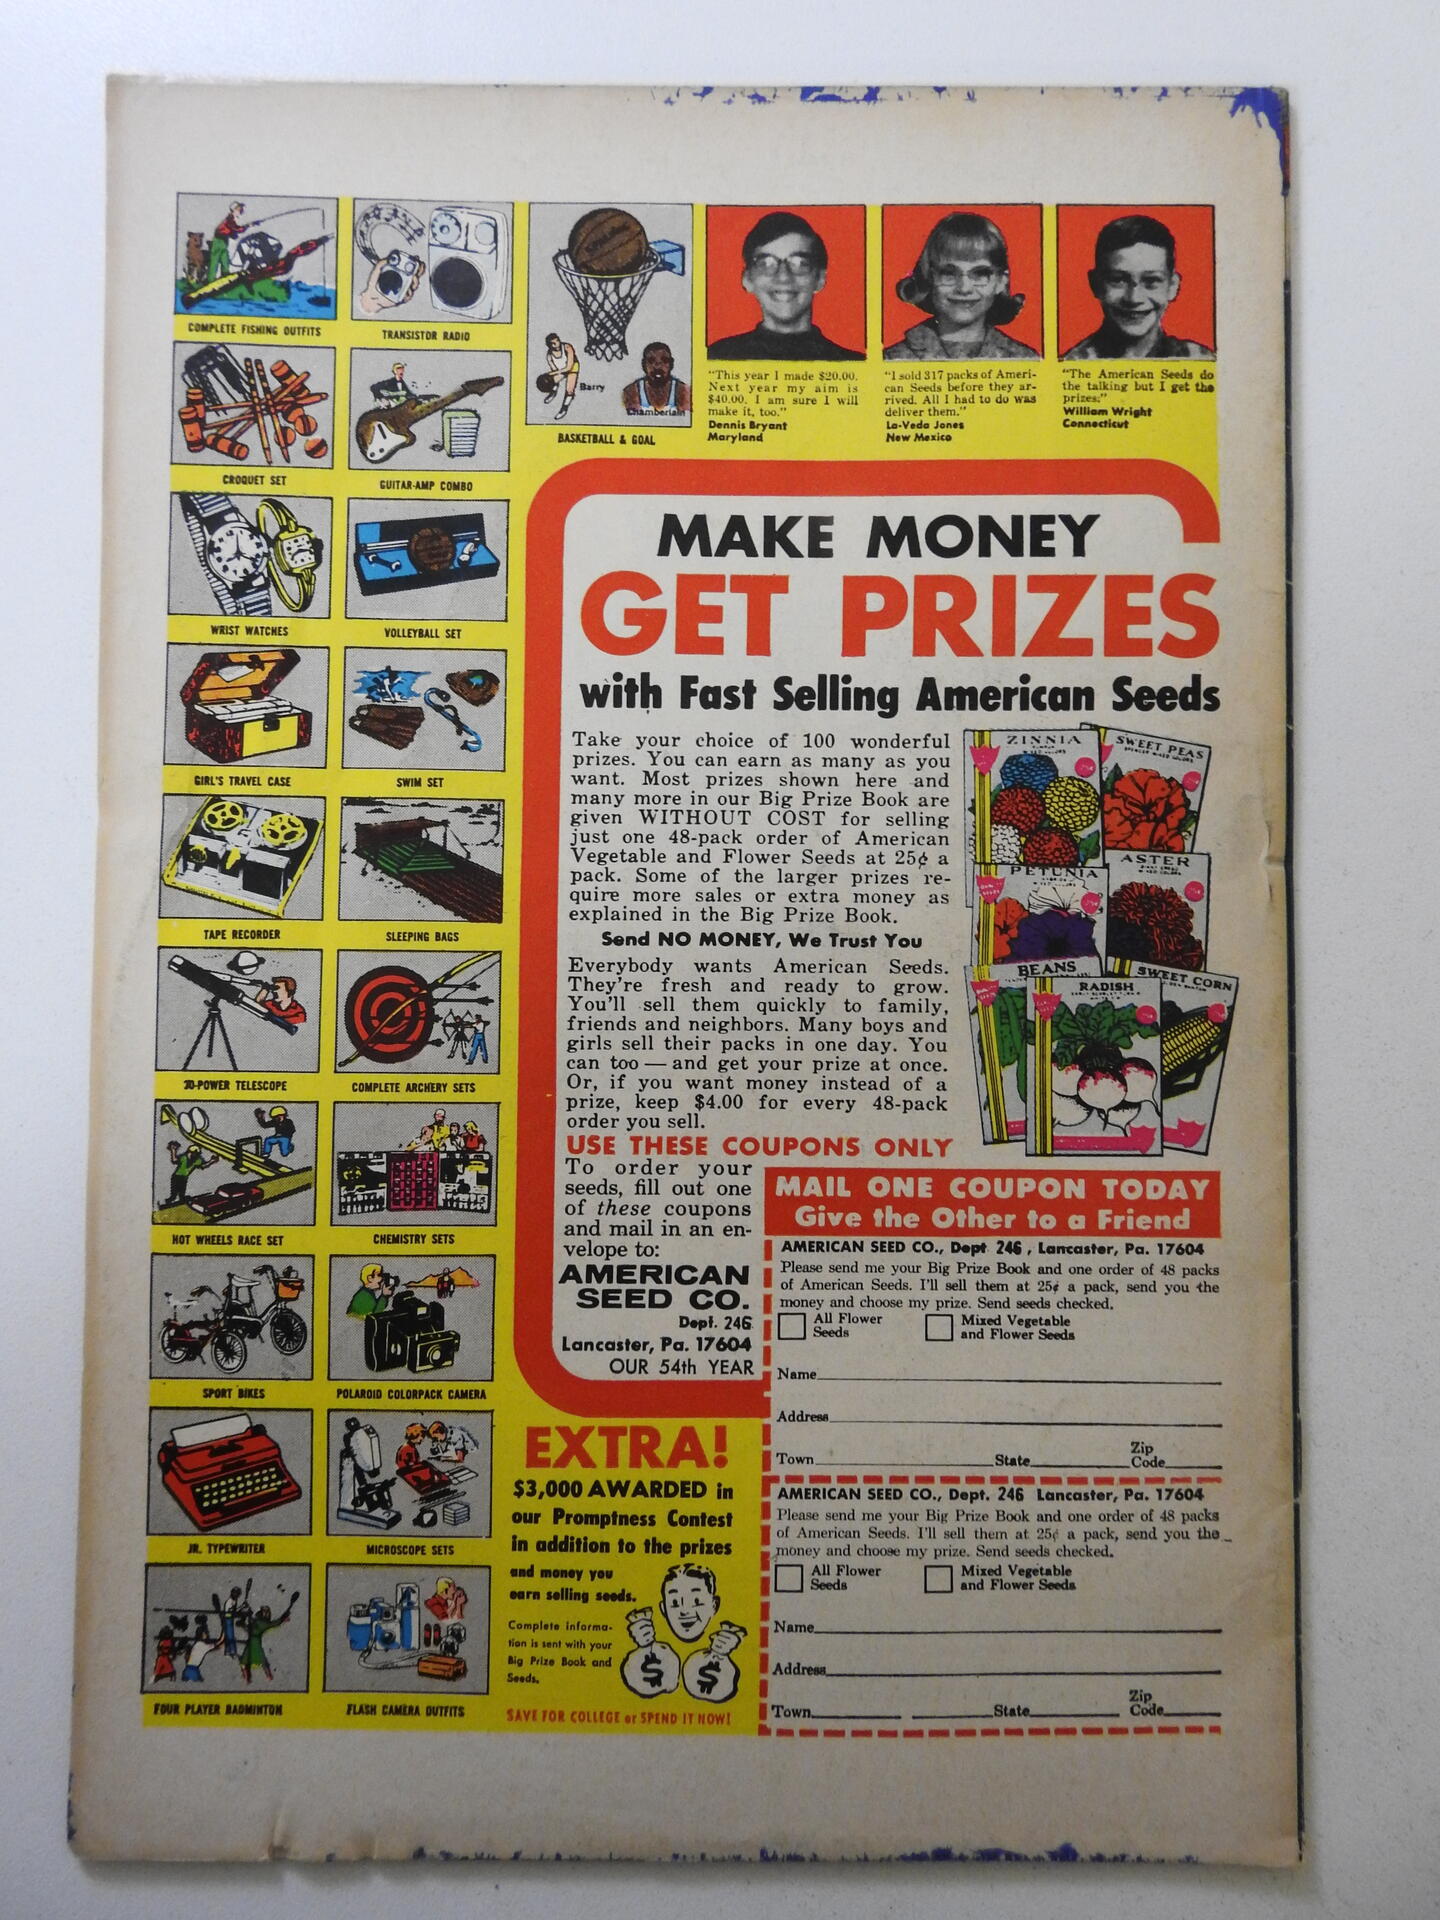 COMPLETE FISHING OUTFITS
TRANSISTOR RADIO
Barry
Chamberlain
BASKETBALL & GOAL
CROQUET SET
GUITAR-AMP COMBO
WRIST WATCHES
VOLLEYBALL SET
GIRL'S TRAVEL CASE
SWIM SET
TAPE RECORDER
SLEEPING BAGS
30-POWER TELESCOPE
COMPLETE ARCHERY SETS
HOT WHEELS RACE SET
CHEMISTRY SETS
SPORT BIKES
POLAROID COLORPACK CAMERA
JR. TYPEWRITER
MICROSCOPE SETS
FOUR PLAYER BADMINTON
FLASH CAMERA OUTFITS
"This year I made $20.00.
Next year my aim is
$40.00. I am sure I will
make it, too."
Dennis Bryant
Maryland
"I sold 317 packs of Ameri-
can Seeds before they ar-
rived. All I had to do was
deliver them."
La-Veda Jones
New Mexico
"The American Seeds do
the talking but I get the
prizes."
William Wright
Connecticut
MAKE MONEY
GET PRIZES
with Fast Selling American Seeds
Take your choice of 100 wonderful
prizes. You can earn as many as you
want. Most prizes shown here and
many more in our Big Prize Book are
given WITHOUT COST for selling
just one 48-pack order of American
Vegetable and Flower Seeds at 25¢ a
pack. Some of the larger prizes re-
quire more sales or extra money as
explained in the Big Prize Book.
Send NO MONEY, We Trust You
Everybody wants American Seeds.
They're fresh and ready to grow.
You'll sell them quickly to family,
friends and neighbors. Many boys and
girls sell their packs in one day. You
can too — and get your prize at once.
Or, if you want money instead of a
prize, keep $4.00 for every 48-pack
order you sell.
ZINNIA
SWEET PEAS
PETUNIA
ASTER
BEANS
RADISH
SWEET CORN
USE THESE COUPONS ONLY
To order your
seeds, fill out one
of these coupons
and mail in an en-
velope to:
AMERICAN
SEED CO.
Dept. 246
Lancaster, Pa. 17604
OUR 54th YEAR
MAIL ONE COUPON TODAY
Give the Other to a Friend
AMERICAN SEED CO., Dept 246, Lancaster, Pa. 17604
Please send me your Big Prize Book and one order of 48 packs
of American Seeds. I'll sell them at 25¢ a pack, send you the
money and choose my prize. Send seeds checked.
All Flower
Seeds
Mixed Vegetable
and Flower Seeds
Name
Address
Town State Zip
Code
AMERICAN SEED CO., Dept. 246 Lancaster, Pa. 17604
Please send me your Big Prize Book and one order of 48 packs
of American Seeds. I'll sell them at 25¢ a pack, send you the
money and choose my prize. Send seeds checked.
All Flower
Seeds
Mixed Vegetable
and Flower Seeds
Name
Address
Town State Zip
Code
EXTRA!
$3,000 AWARDED in
our Promptness Contest
in addition to the prizes
and money you
earn selling seeds.
Complete informa-
tion is sent with your
Big Prize Book and
Seeds.
$ $
SAVE FOR COLLEGE or SPEND IT NOW!